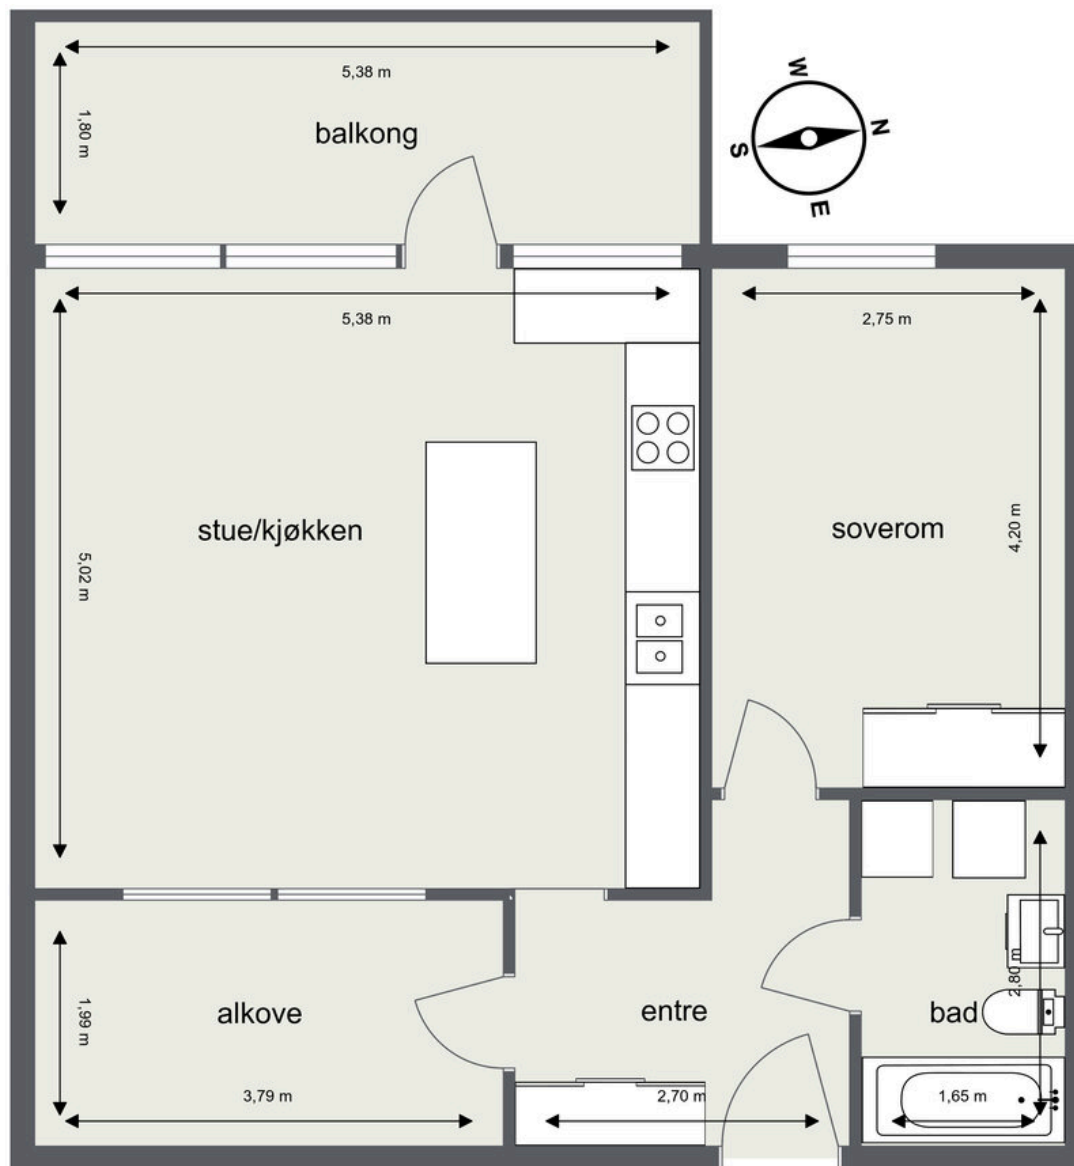 5,38 m
1,80 m
balkong
W
N
S
E
5,38 m
2,75 m
stue/kjøkken
soverom
4,20 m
5,02 m
1,99 m
alkove
entre
bad
2,80 m
3,79 m
2,70 m
1,65 m